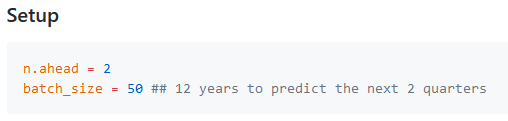 Setup
n.ahead = 2
batch_size = 50 ## 12 years to predict the next 2 quarters